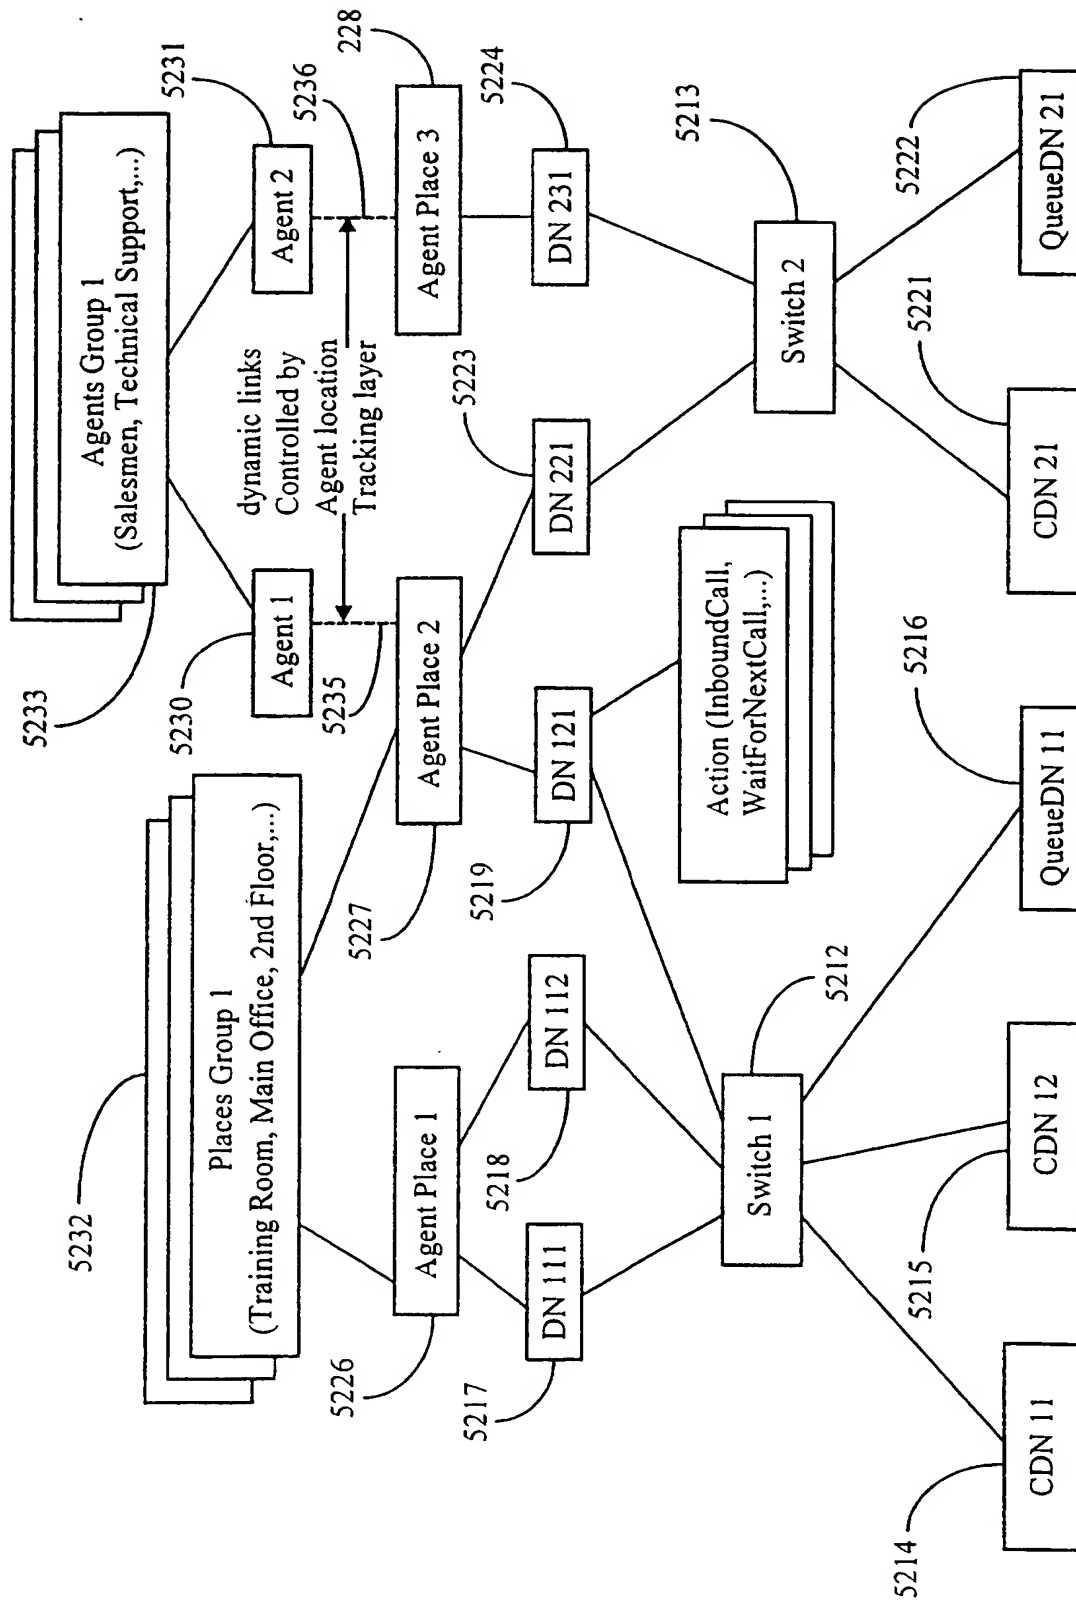 5232
Places Group 1
(Training Room, Main Office, 2nd Floor,...)
5233
Agents Group 1
(Salesmen, Technical Support,...)
5230
Agent 1
5231
Agent 2
5235
5236
dynamic links
Controlled by
Agent location
Tracking layer
5226
Agent Place 1
5227
Agent Place 2
Agent Place 3
228
5217
DN 111
5218
DN 112
5219
DN 121
5223
DN 221
DN 231
5224
Action (InboundCall,
WaitForNextCall,...)
Switch 1
5212
Switch 2
5213
5214
CDN 11
5215
CDN 12
5216
QueueDN 11
5221
CDN 21
5222
QueueDN 21